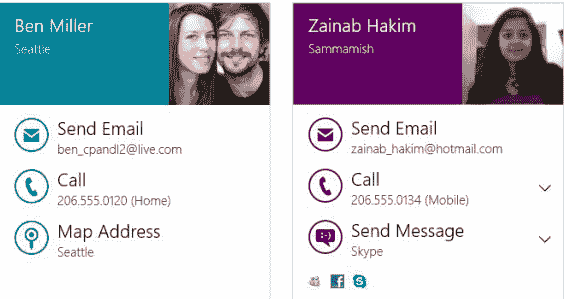 Ben Miller
Seattle
Send Email
ben_cpandl2@live.com
Call
206.555.0120 (Home)
Map Address
Seattle
Zainab Hakim
Sammamish
Send Email
zainab_hakim@hotmail.com
Call
206.555.0134 (Mobile)
Send Message
Skype